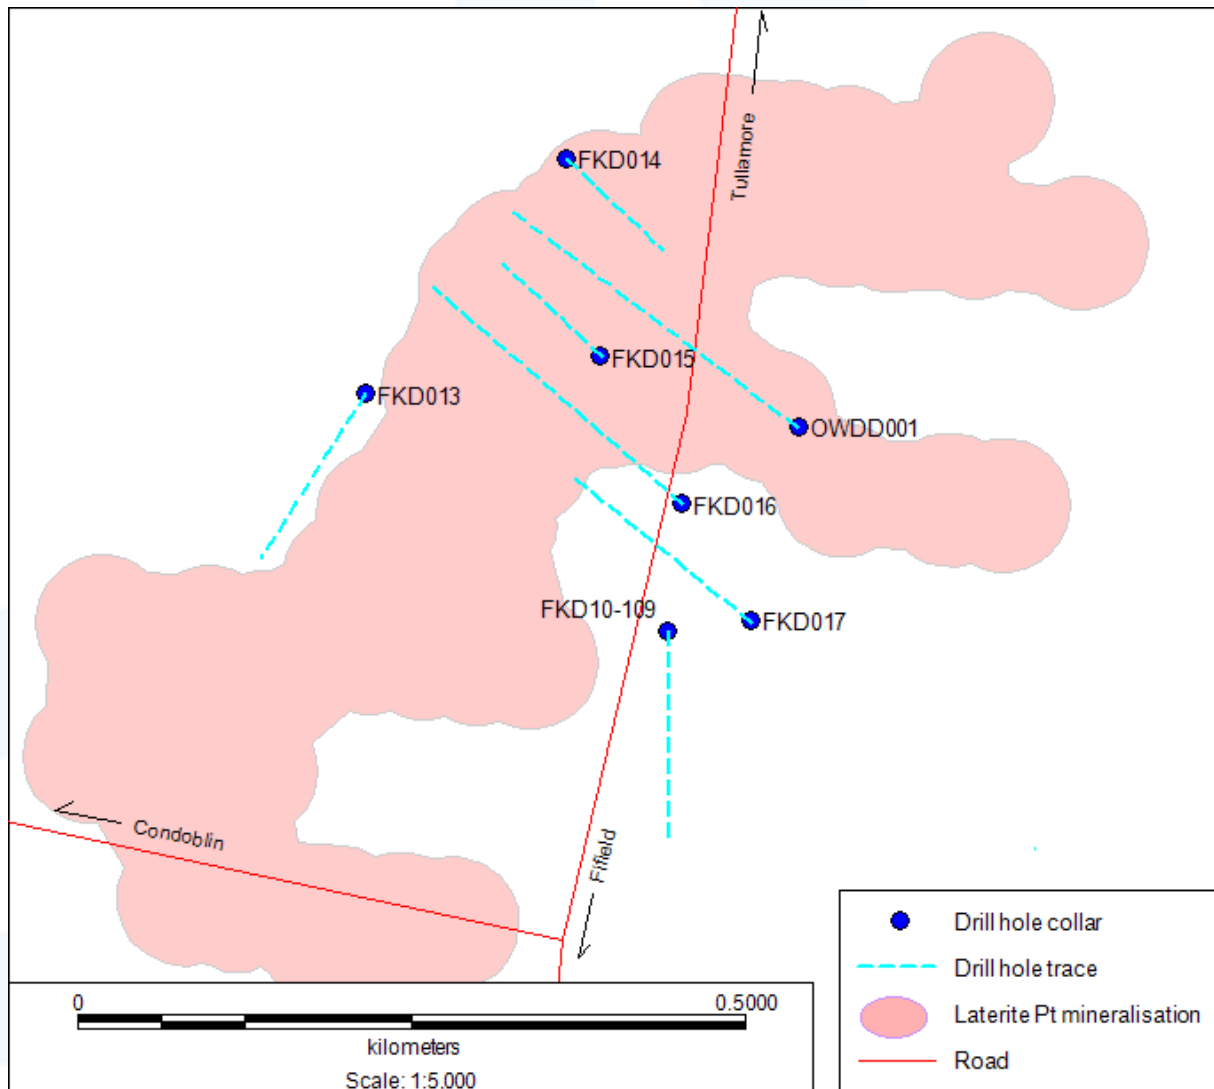 Tullamore
FKD014
FKD015
FKD013
OWDD001
FKD016
FKD10-109
FKD017
Condoblin
Fifield
Drill hole collar
Drill hole trace
Laterite Pt mineralisation
Road
0 0.5000
kilometers
Scale: 1:5.000